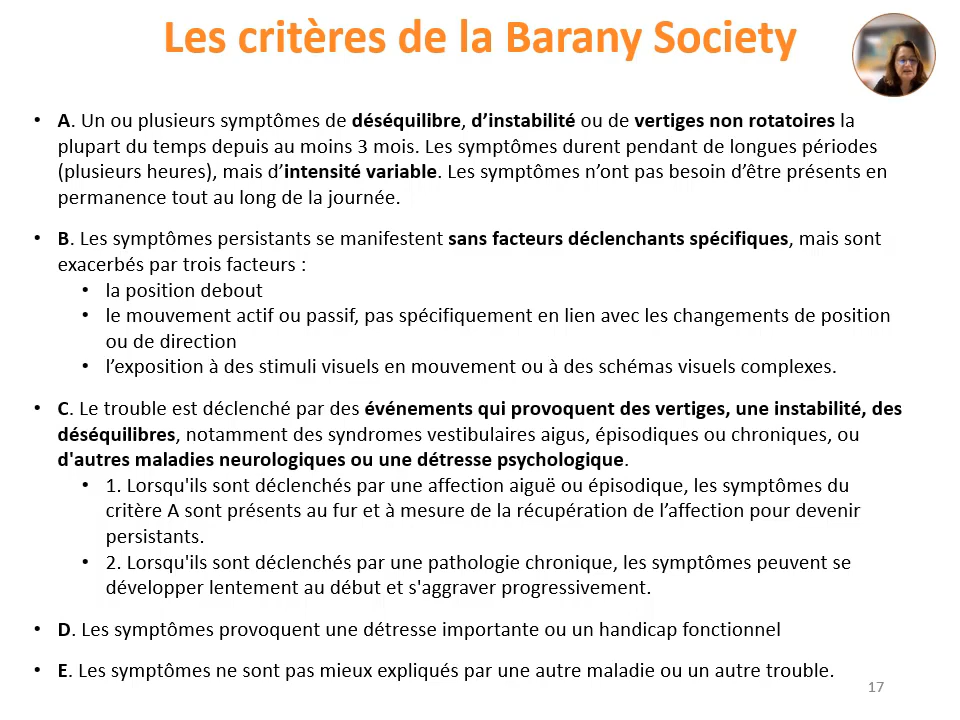 Les critères de la Barany Society
• A. Un ou plusieurs symptômes de déséquilibre, d’instabilité ou de vertiges non rotatoires la
plupart du temps depuis au moins 3 mois. Les symptômes durent pendant de longues périodes
(plusieurs heures), mais d’intensité variable. Les symptômes n’ont pas besoin d’être présents en
permanence tout au long de la journée.
• B. Les symptômes persistants se manifestent sans facteurs déclenchants spécifiques, mais sont
exacerbés par trois facteurs :
• la position debout
• le mouvement actif ou passif, pas spécifiquement en lien avec les changements de position
ou de direction
• l’exposition à des stimuli visuels en mouvement ou à des schémas visuels complexes.
• C. Le trouble est déclenché par des événements qui provoquent des vertiges, une instabilité, des
déséquilibres, notamment des syndromes vestibulaires aigus, épisodiques ou chroniques, ou
d'autres maladies neurologiques ou une détresse psychologique.
• 1. Lorsqu'ils sont déclenchés par une affection aiguë ou épisodique, les symptômes du
critère A sont présents au fur et à mesure de la récupération de l’affection pour devenir
persistants.
• 2. Lorsqu'ils sont déclenchés par une pathologie chronique, les symptômes peuvent se
développer lentement au début et s'aggraver progressivement.
• D. Les symptômes provoquent une détresse importante ou un handicap fonctionnel
• E. Les symptômes ne sont pas mieux expliqués par une autre maladie ou un autre trouble.
17